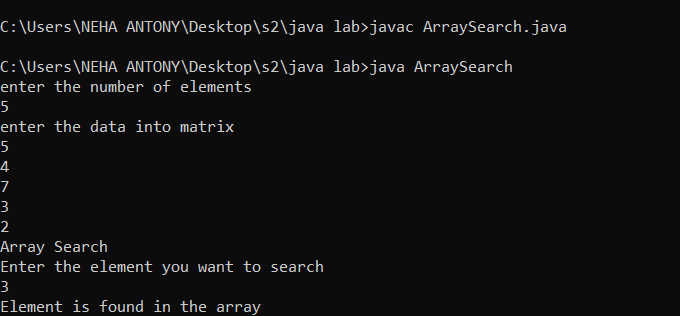 C:\Users\NEHA ANTONY\Desktop\s2\java lab>javac ArraySearch.java
C:\Users\NEHA ANTONY\Desktop\s2\java lab>java ArraySearch
enter the number of elements
5
enter the data into matrix
5
4
7
3
2
Array Search
Enter the element you want to search
3
Element is found in the array